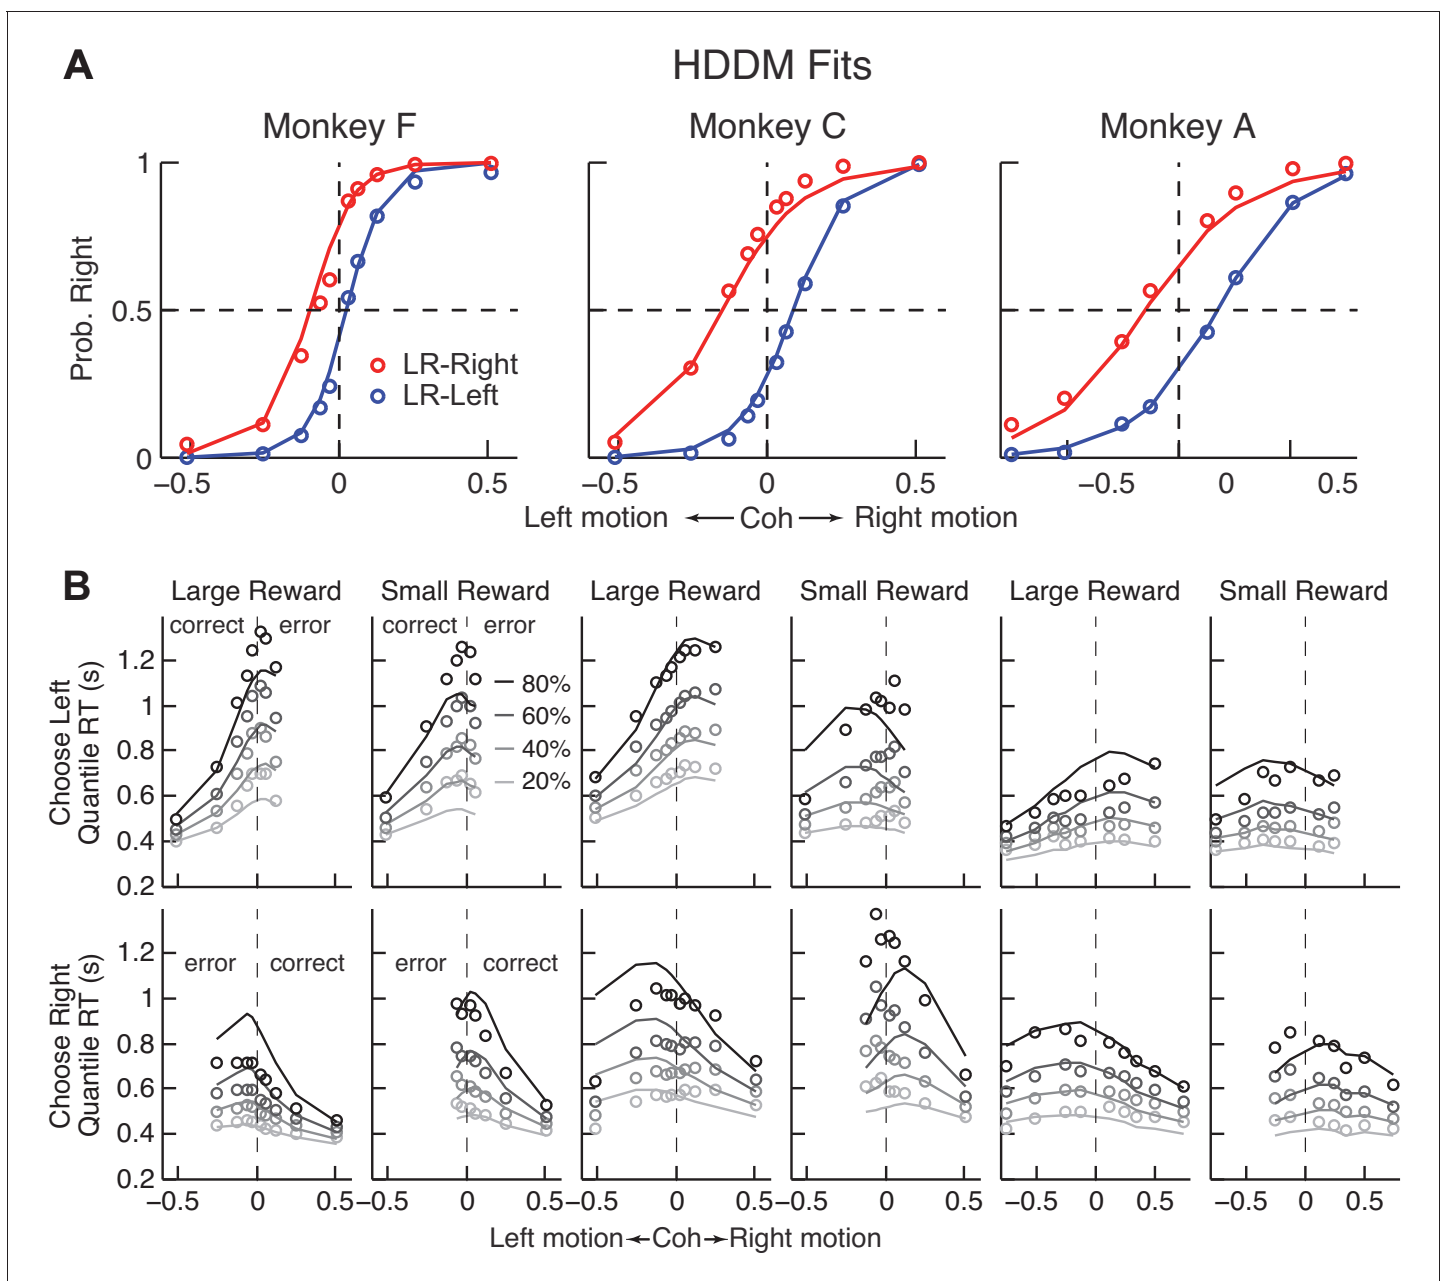 A
HDDM Fits
Monkey F
Monkey C
Monkey A
Prob. Right
1
0.5
0
LR-Right
LR-Left
−0.5 0 0.5
−0.5 0 0.5
−0.5 0 0.5
Left motion Coh Right motion
B
Large Reward
Small Reward
Large Reward
Small Reward
Large Reward
Small Reward
Choose Left
Quantile RT (s)
1.2
1
0.8
0.6
0.4
0.2
correct error
correct error
80%
60%
40%
20%
Choose Right
Quantile RT (s)
1.2
1
0.8
0.6
0.4
0.2
error correct
error correct
−0.5 0 0.5
−0.5 0 0.5
−0.5 0 0.5
−0.5 0 0.5
−0.5 0 0.5
−0.5 0 0.5
Left motion Coh Right motion